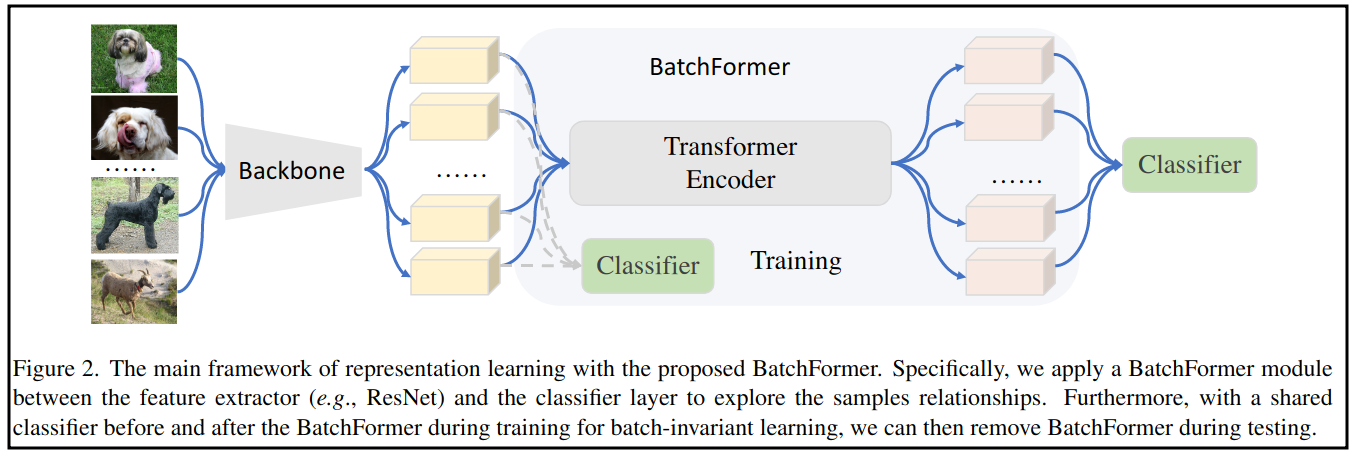 BatchFormer
......
Backbone
......
Transformer
Encoder
......
Classifier
Classifier
Training
Figure 2. The main framework of representation learning with the proposed BatchFormer. Specifically, we apply a BatchFormer module
between the feature extractor (e.g., ResNet) and the classifier layer to explore the samples relationships. Furthermore, with a shared
classifier before and after the BatchFormer during training for batch-invariant learning, we can then remove BatchFormer during testing.